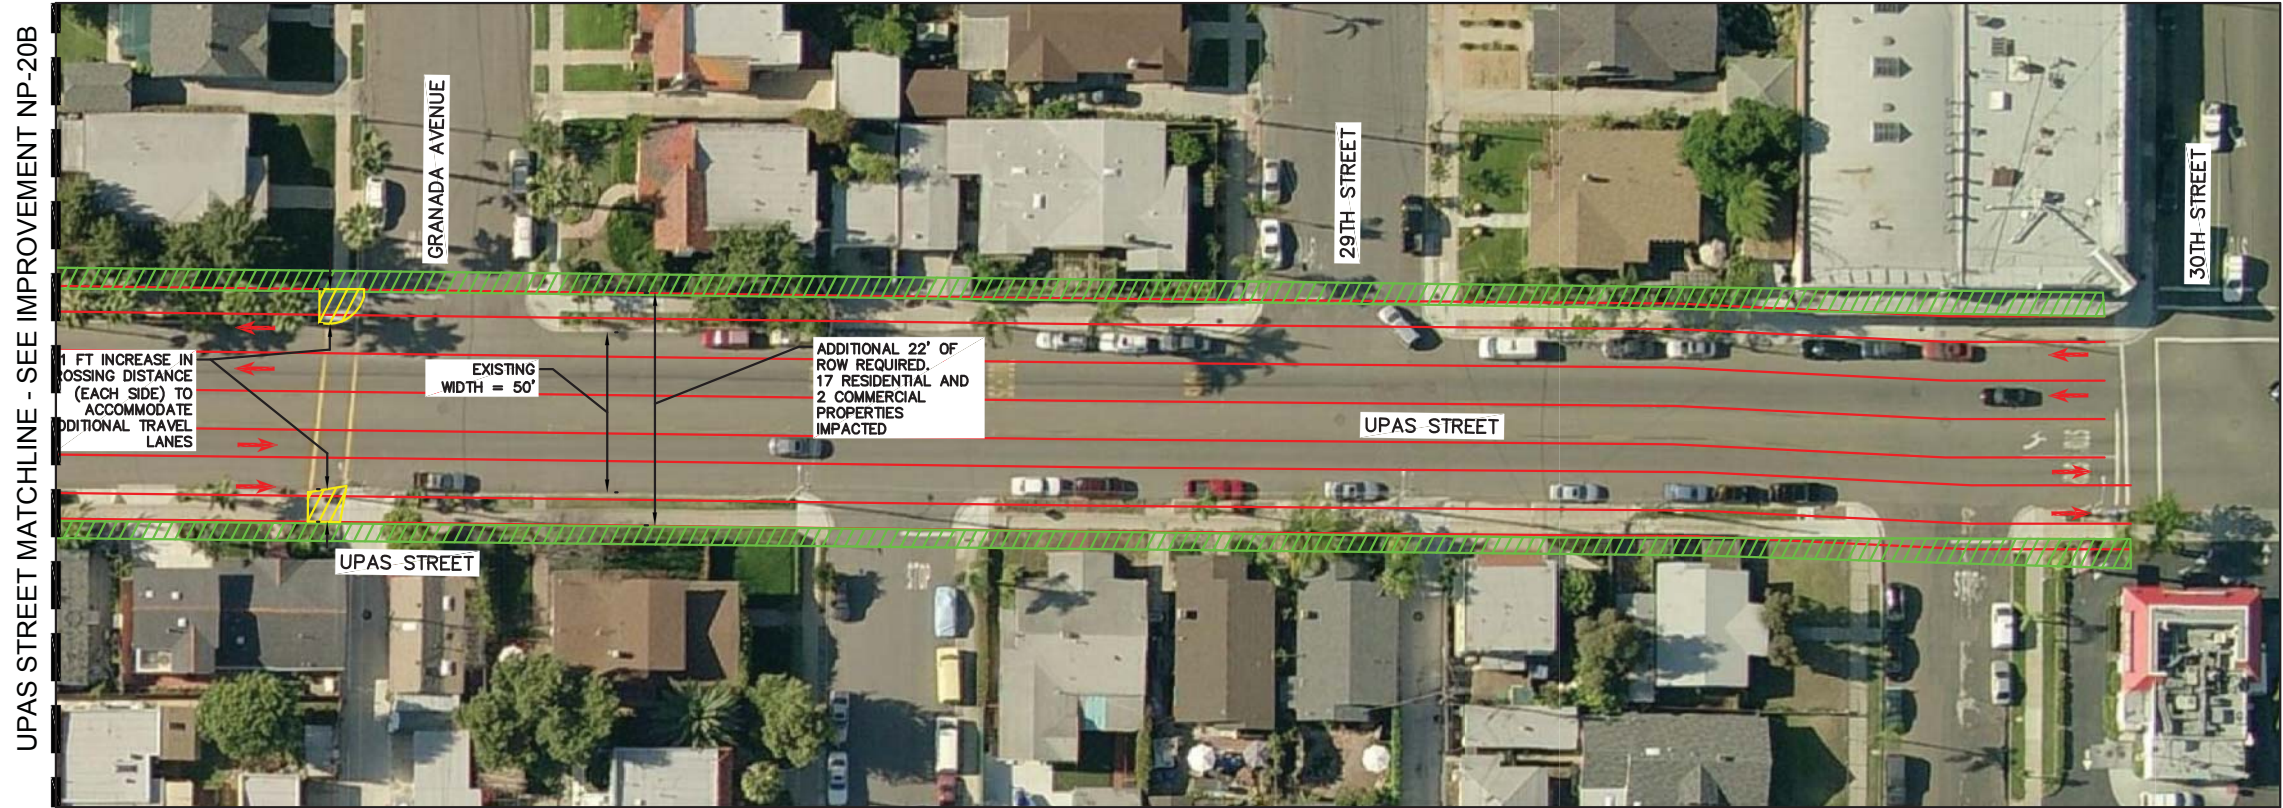 UPAS STREET MATCHLINE - SEE IMPROVEMENT NP-20B
GRANADA AVENUE
29TH STREET
30TH STREET
1 FT INCREASE IN
ROSSING DISTANCE
(EACH SIDE) TO
ACCOMMODATE
DDITIONAL TRAVEL
LANES
EXISTING
WIDTH = 50'
ADDITIONAL 22' OF
ROW REQUIRED.
17 RESIDENTIAL AND
2 COMMERCIAL
PROPERTIES
IMPACTED
UPAS STREET
UPAS STREET
STOP